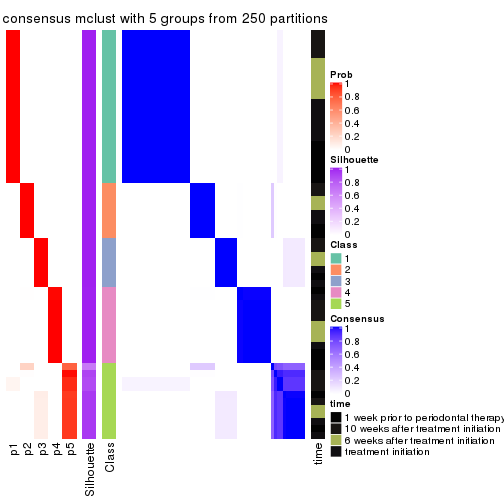 consensus mclust with 5 groups from 250 partitions
Prob
1
0.8
0.6
0.4
0.2
0
Silhouette
1
0.8
0.6
0.4
0.2
0
Class
1
2
3
4
5
Consensus
1
0.8
0.6
0.4
0.2
0
time
1 week prior to periodontal therapy
10 weeks after treatment initiation
6 weeks after treatment initiation
treatment initiation
p1
p2
p3
p4
p5
Silhouette
Class
time